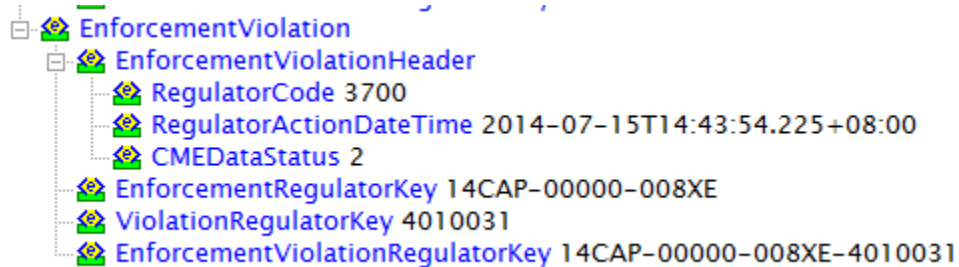 EnforcementViolation
EnforcementViolationHeader
RegulatorCode 3700
RegulatorActionDateTime 2014-07-15T14:43:54.225+08:00
CMEDataStatus 2
EnforcementRegulatorKey 14CAP-00000-008XE
ViolationRegulatorKey 4010031
EnforcementViolationRegulatorKey 14CAP-00000-008XE-4010031